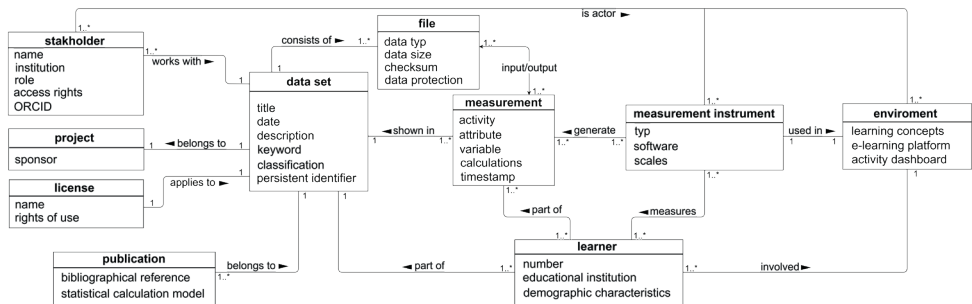 is actor ►
1..*
1..*
1..*
stakholder
name
institution
role
access rights
ORCID
1..*
works with ►
1
consists of ►
1
1..*
file
data typ
data size
checksum
data protection
1..*
input/output
1..*
data set
title
date
description
keyword
classification
persistent identifier
project
sponsor
1
◄ belongs to
1
license
name
rights of use
1
applies to ►
1
publication
bibliographical reference
statistical calculation model
1..*
belongs to ►
1
1
◄ shown in
1..*
measurement
activity
attribute
variable
calculations
timestamp
1..*
◄ generate
1..*
measurement instrument
typ
software
scales
1
used in ►
1
enviroment
learning concepts
e-learning platform
activity dashboard
1..*
◄ part of
1..*
1..*
◄ measures
1..*
1
◄ part of
1..*
learner
number
educational institution
demographic characteristics
1..*
involved ►
1